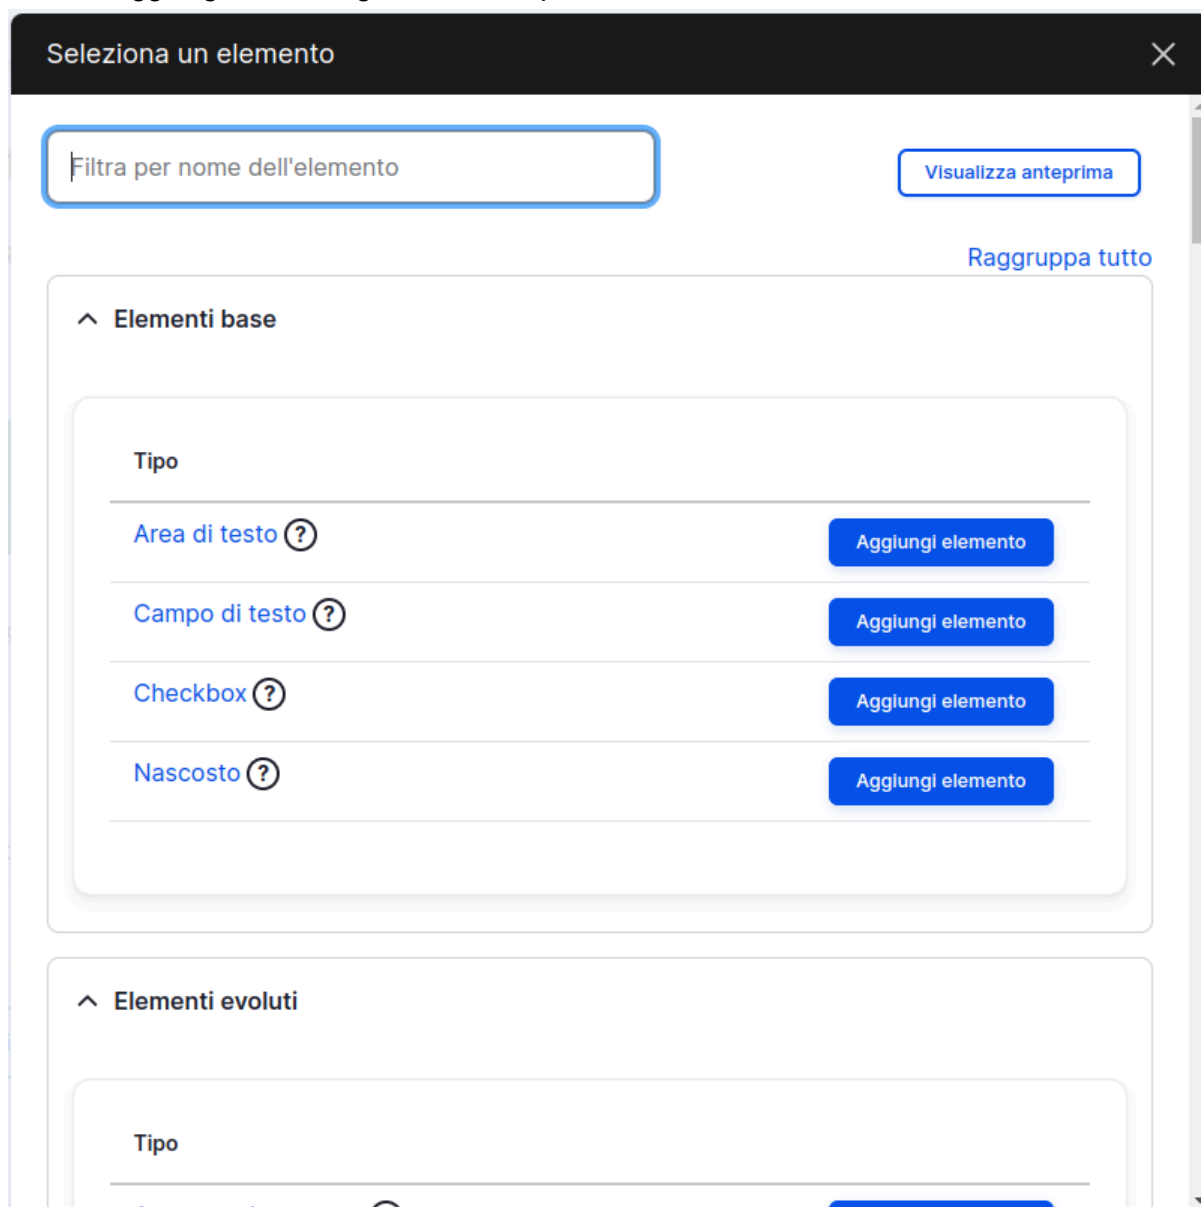 Seleziona un elemento
Filtra per nome dell'elemento
Visualizza anteprima
Raggruppa tutto
Elementi base
Tipo
Area di testo ?
Aggiungi elemento
Campo di testo ?
Aggiungi elemento
Checkbox ?
Aggiungi elemento
Nascosto ?
Aggiungi elemento
Elementi evoluti
Tipo